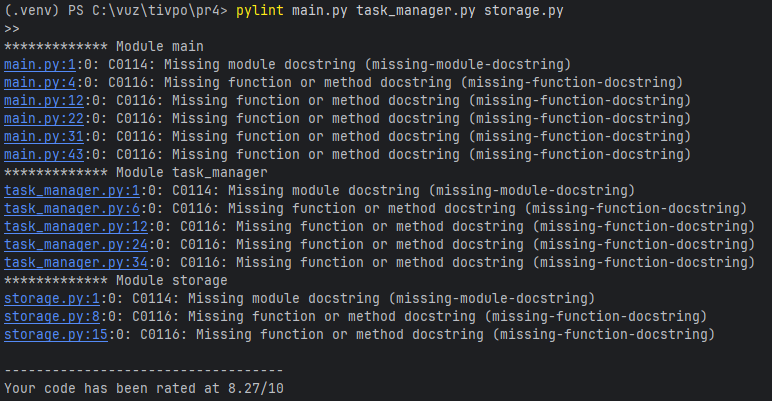 (.venv) PS C:\vuz\tivpo\pr4> pylint main.py task_manager.py storage.py
>>
************* Module main
main.py:1:0: C0114: Missing module docstring (missing-module-docstring)
main.py:4:0: C0116: Missing function or method docstring (missing-function-docstring)
main.py:12:0: C0116: Missing function or method docstring (missing-function-docstring)
main.py:22:0: C0116: Missing function or method docstring (missing-function-docstring)
main.py:31:0: C0116: Missing function or method docstring (missing-function-docstring)
main.py:43:0: C0116: Missing function or method docstring (missing-function-docstring)
************* Module task_manager
task_manager.py:1:0: C0114: Missing module docstring (missing-module-docstring)
task_manager.py:6:0: C0116: Missing function or method docstring (missing-function-docstring)
task_manager.py:12:0: C0116: Missing function or method docstring (missing-function-docstring)
task_manager.py:24:0: C0116: Missing function or method docstring (missing-function-docstring)
task_manager.py:34:0: C0116: Missing function or method docstring (missing-function-docstring)
************* Module storage
storage.py:1:0: C0114: Missing module docstring (missing-module-docstring)
storage.py:8:0: C0116: Missing function or method docstring (missing-function-docstring)
storage.py:15:0: C0116: Missing function or method docstring (missing-function-docstring)
-----------------------------------
Your code has been rated at 8.27/10